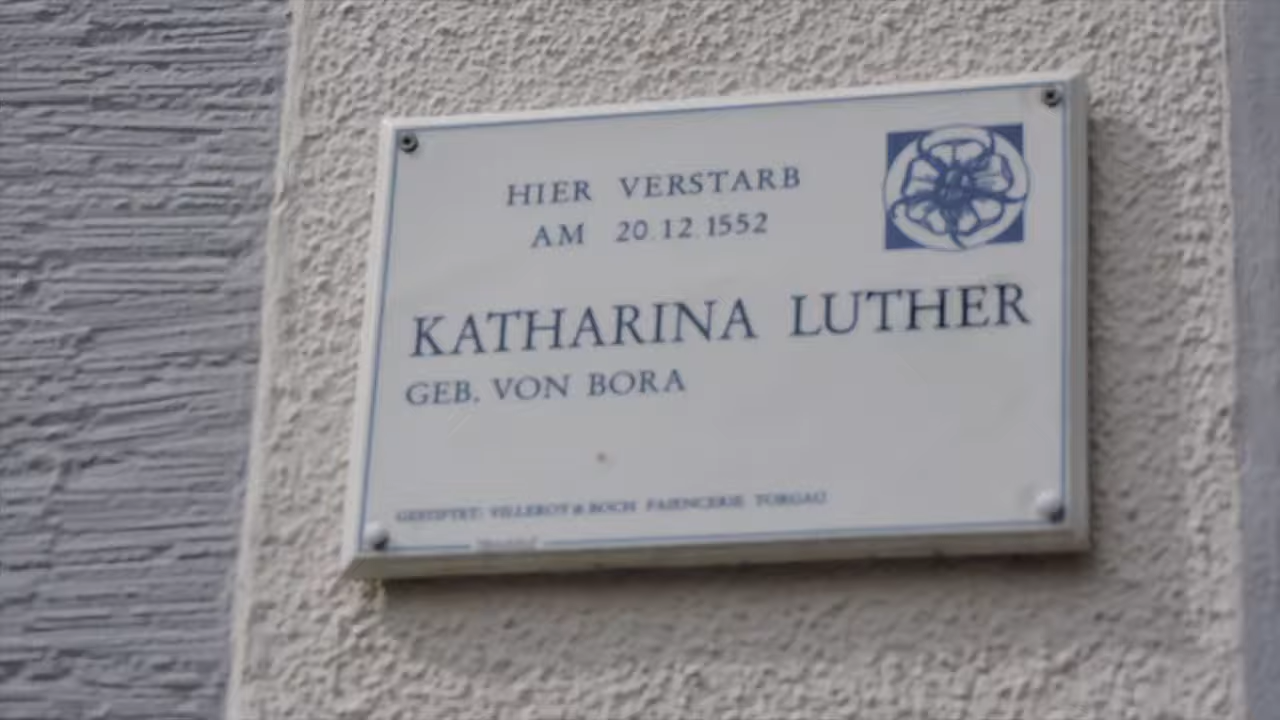 HIER VERSTARB
AM 20.12.1552
KATHARINA LUTHER
GEB. VON BORA
GESTIFTET: VILLEROY & BOCH FAIENCERIE TORGAU